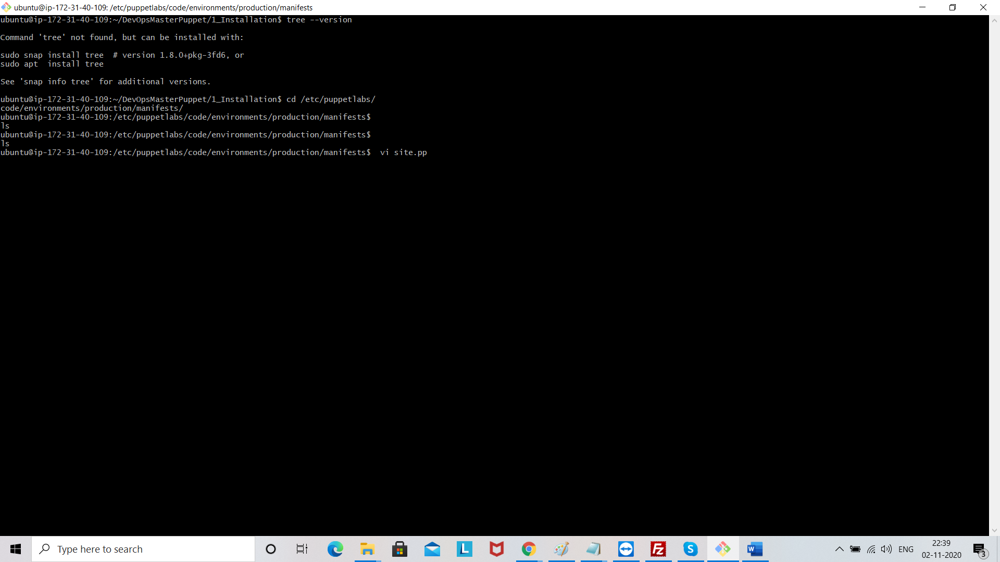 ubuntu@ip-172-31-40-109: /etc/puppetlabs/code/environments/production/manifests
ubuntu@ip-172-31-40-109:~/DevOpsMasterPuppet/1_Installation$ tree --version
Command 'tree' not found, but can be installed with:
sudo snap install tree  # version 1.8.0+pkg-3fd6, or
sudo apt  install tree
See 'snap info tree' for additional versions.
ubuntu@ip-172-31-40-109:~/DevOpsMasterPuppet/1_Installation$ cd /etc/puppetlabs/
code/environments/production/manifests/
ubuntu@ip-172-31-40-109:/etc/puppetlabs/code/environments/production/manifests$
ls
ubuntu@ip-172-31-40-109:/etc/puppetlabs/code/environments/production/manifests$
ls
ubuntu@ip-172-31-40-109:/etc/puppetlabs/code/environments/production/manifests$  vi site.pp
Type here to search
L
Fz
S
W
ENG
22:39
02-11-2020
3